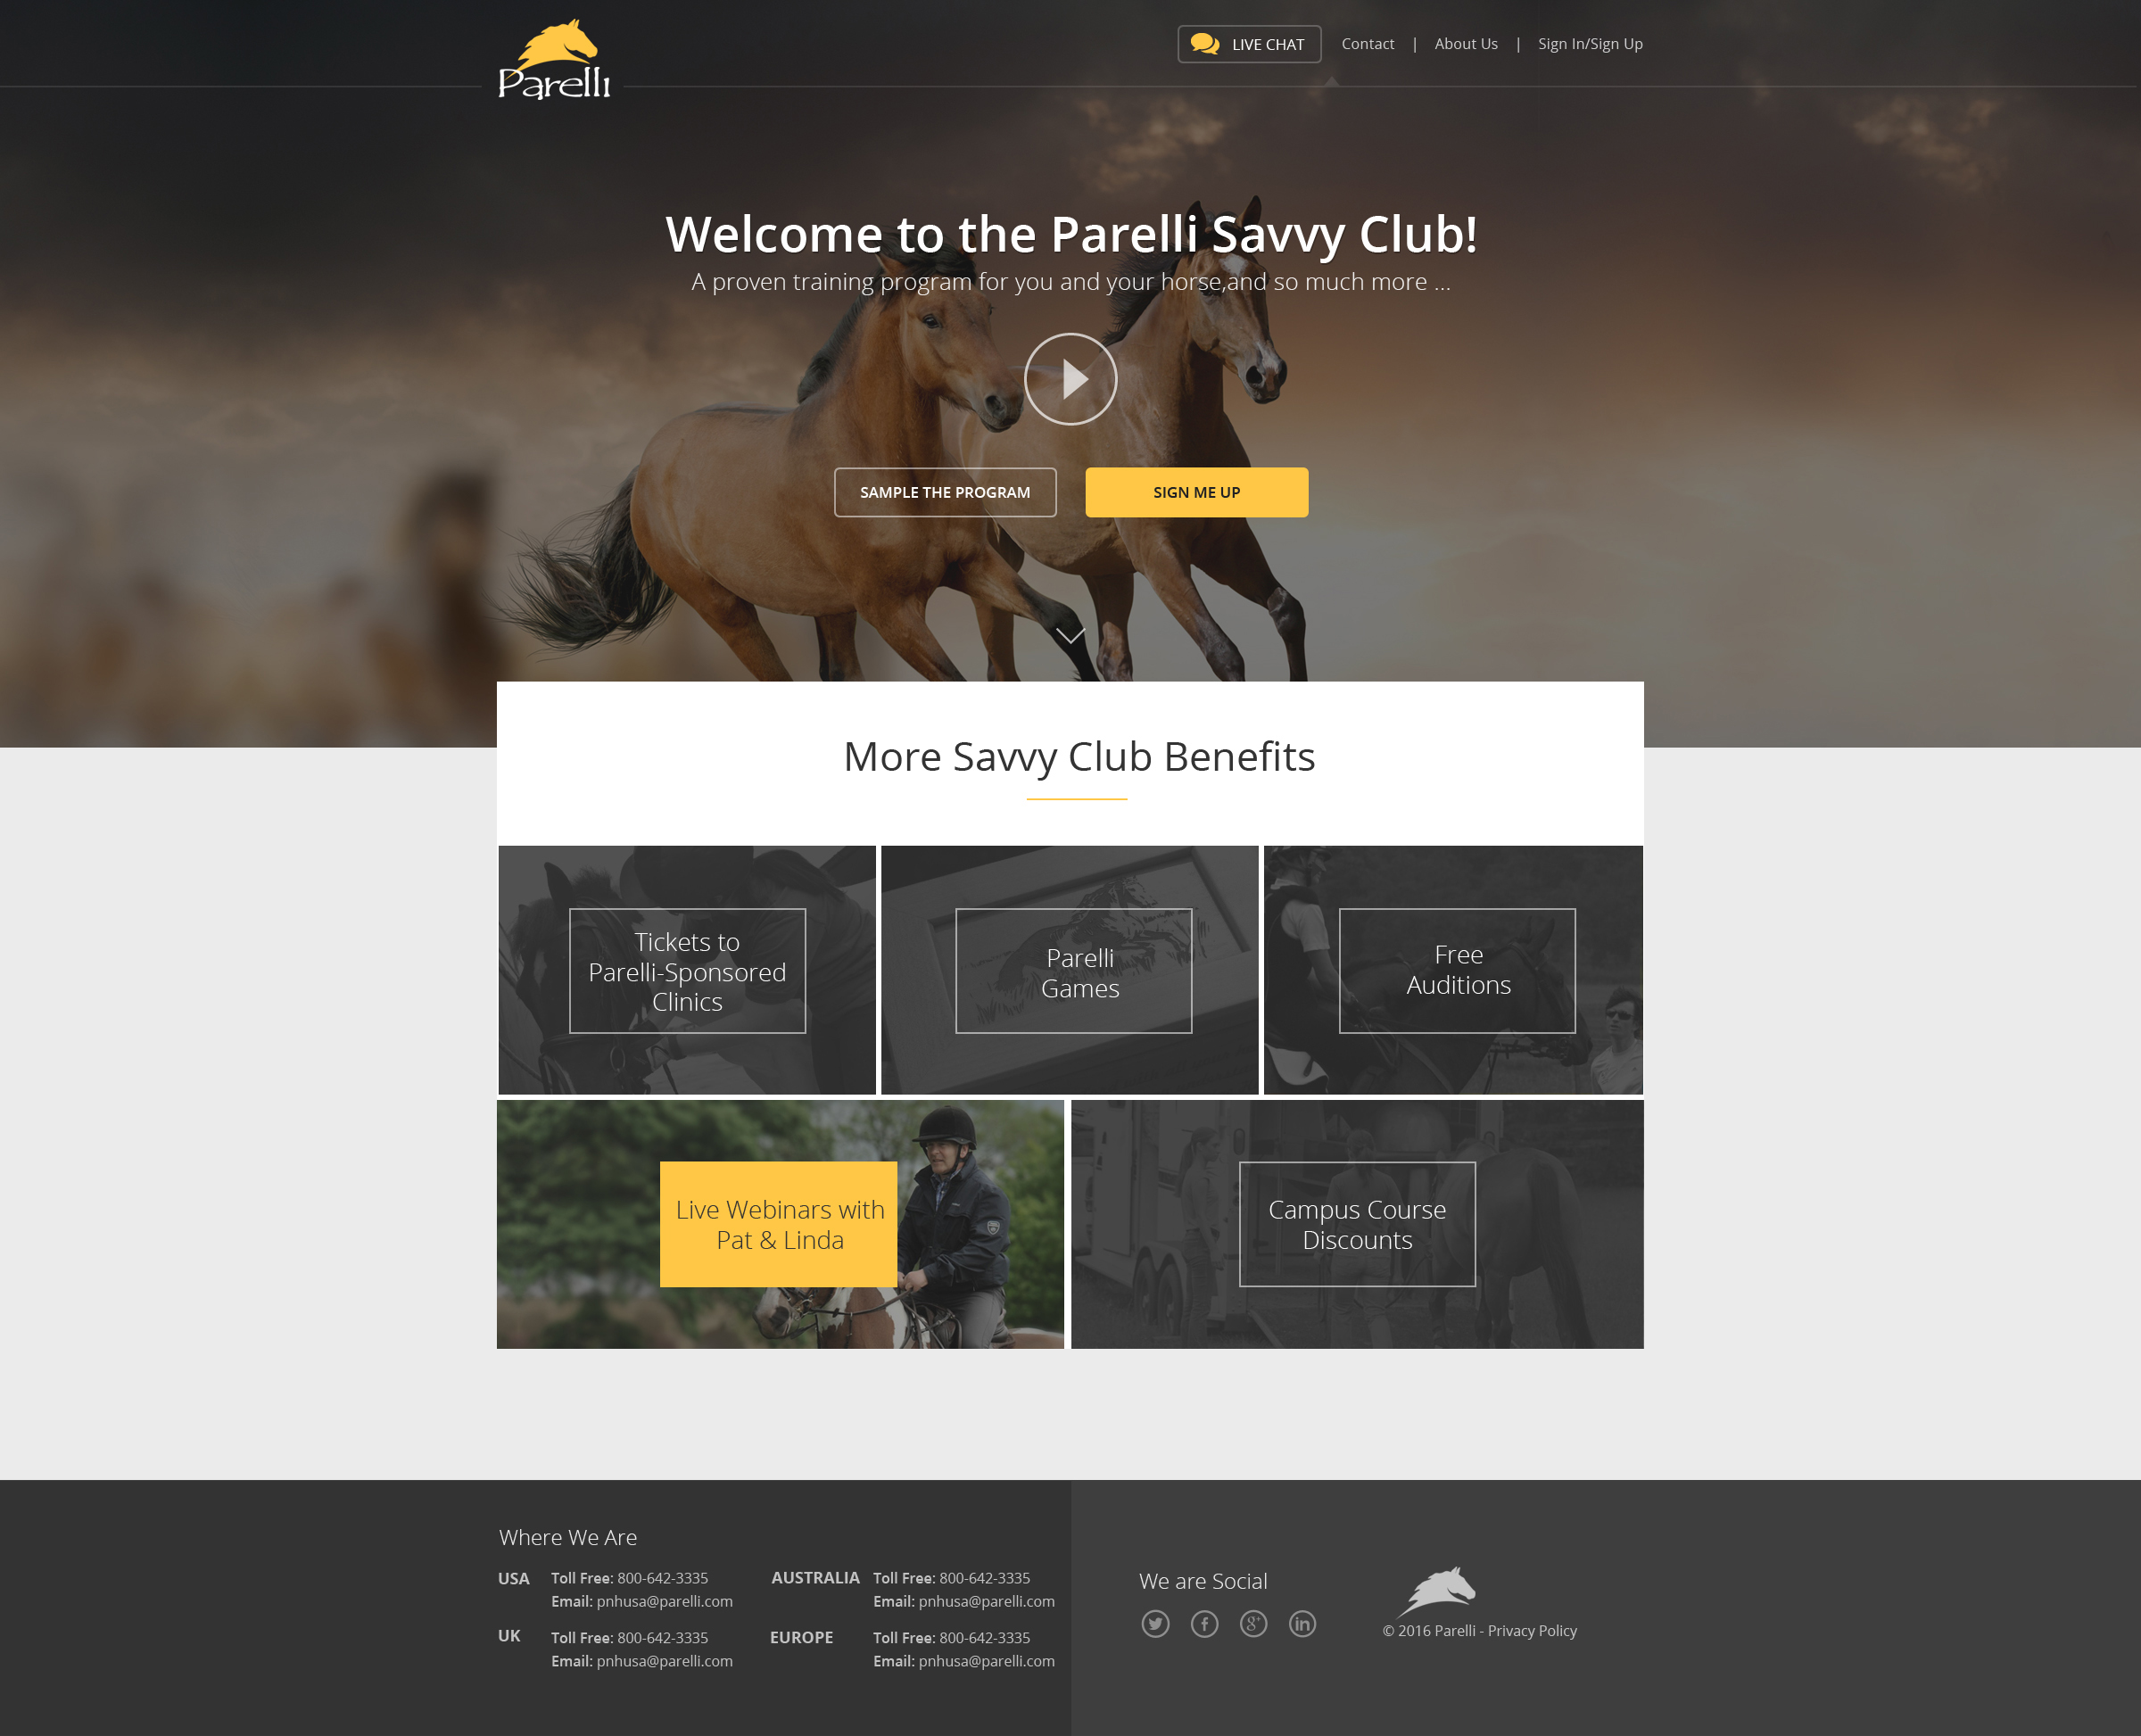 Parelli
LIVE CHAT
Contact | About Us | Sign In/Sign Up
Welcome to the Parelli Savvy Club!
A proven training program for you and your horse,and so much more ...
SAMPLE THE PROGRAM
SIGN ME UP
More Savvy Club Benefits
Tickets to
Parelli-Sponsored
Clinics
Parelli
Games
Free
Auditions
Live Webinars with
Pat & Linda
Campus Course
Discounts
Where We Are
USA
Toll Free: 800-642-3335
Email: pnhusa@parelli.com
AUSTRALIA
Toll Free: 800-642-3335
Email: pnhusa@parelli.com
UK
Toll Free: 800-642-3335
Email: pnhusa@parelli.com
EUROPE
Toll Free: 800-642-3335
Email: pnhusa@parelli.com
We are Social
© 2016 Parelli - Privacy Policy